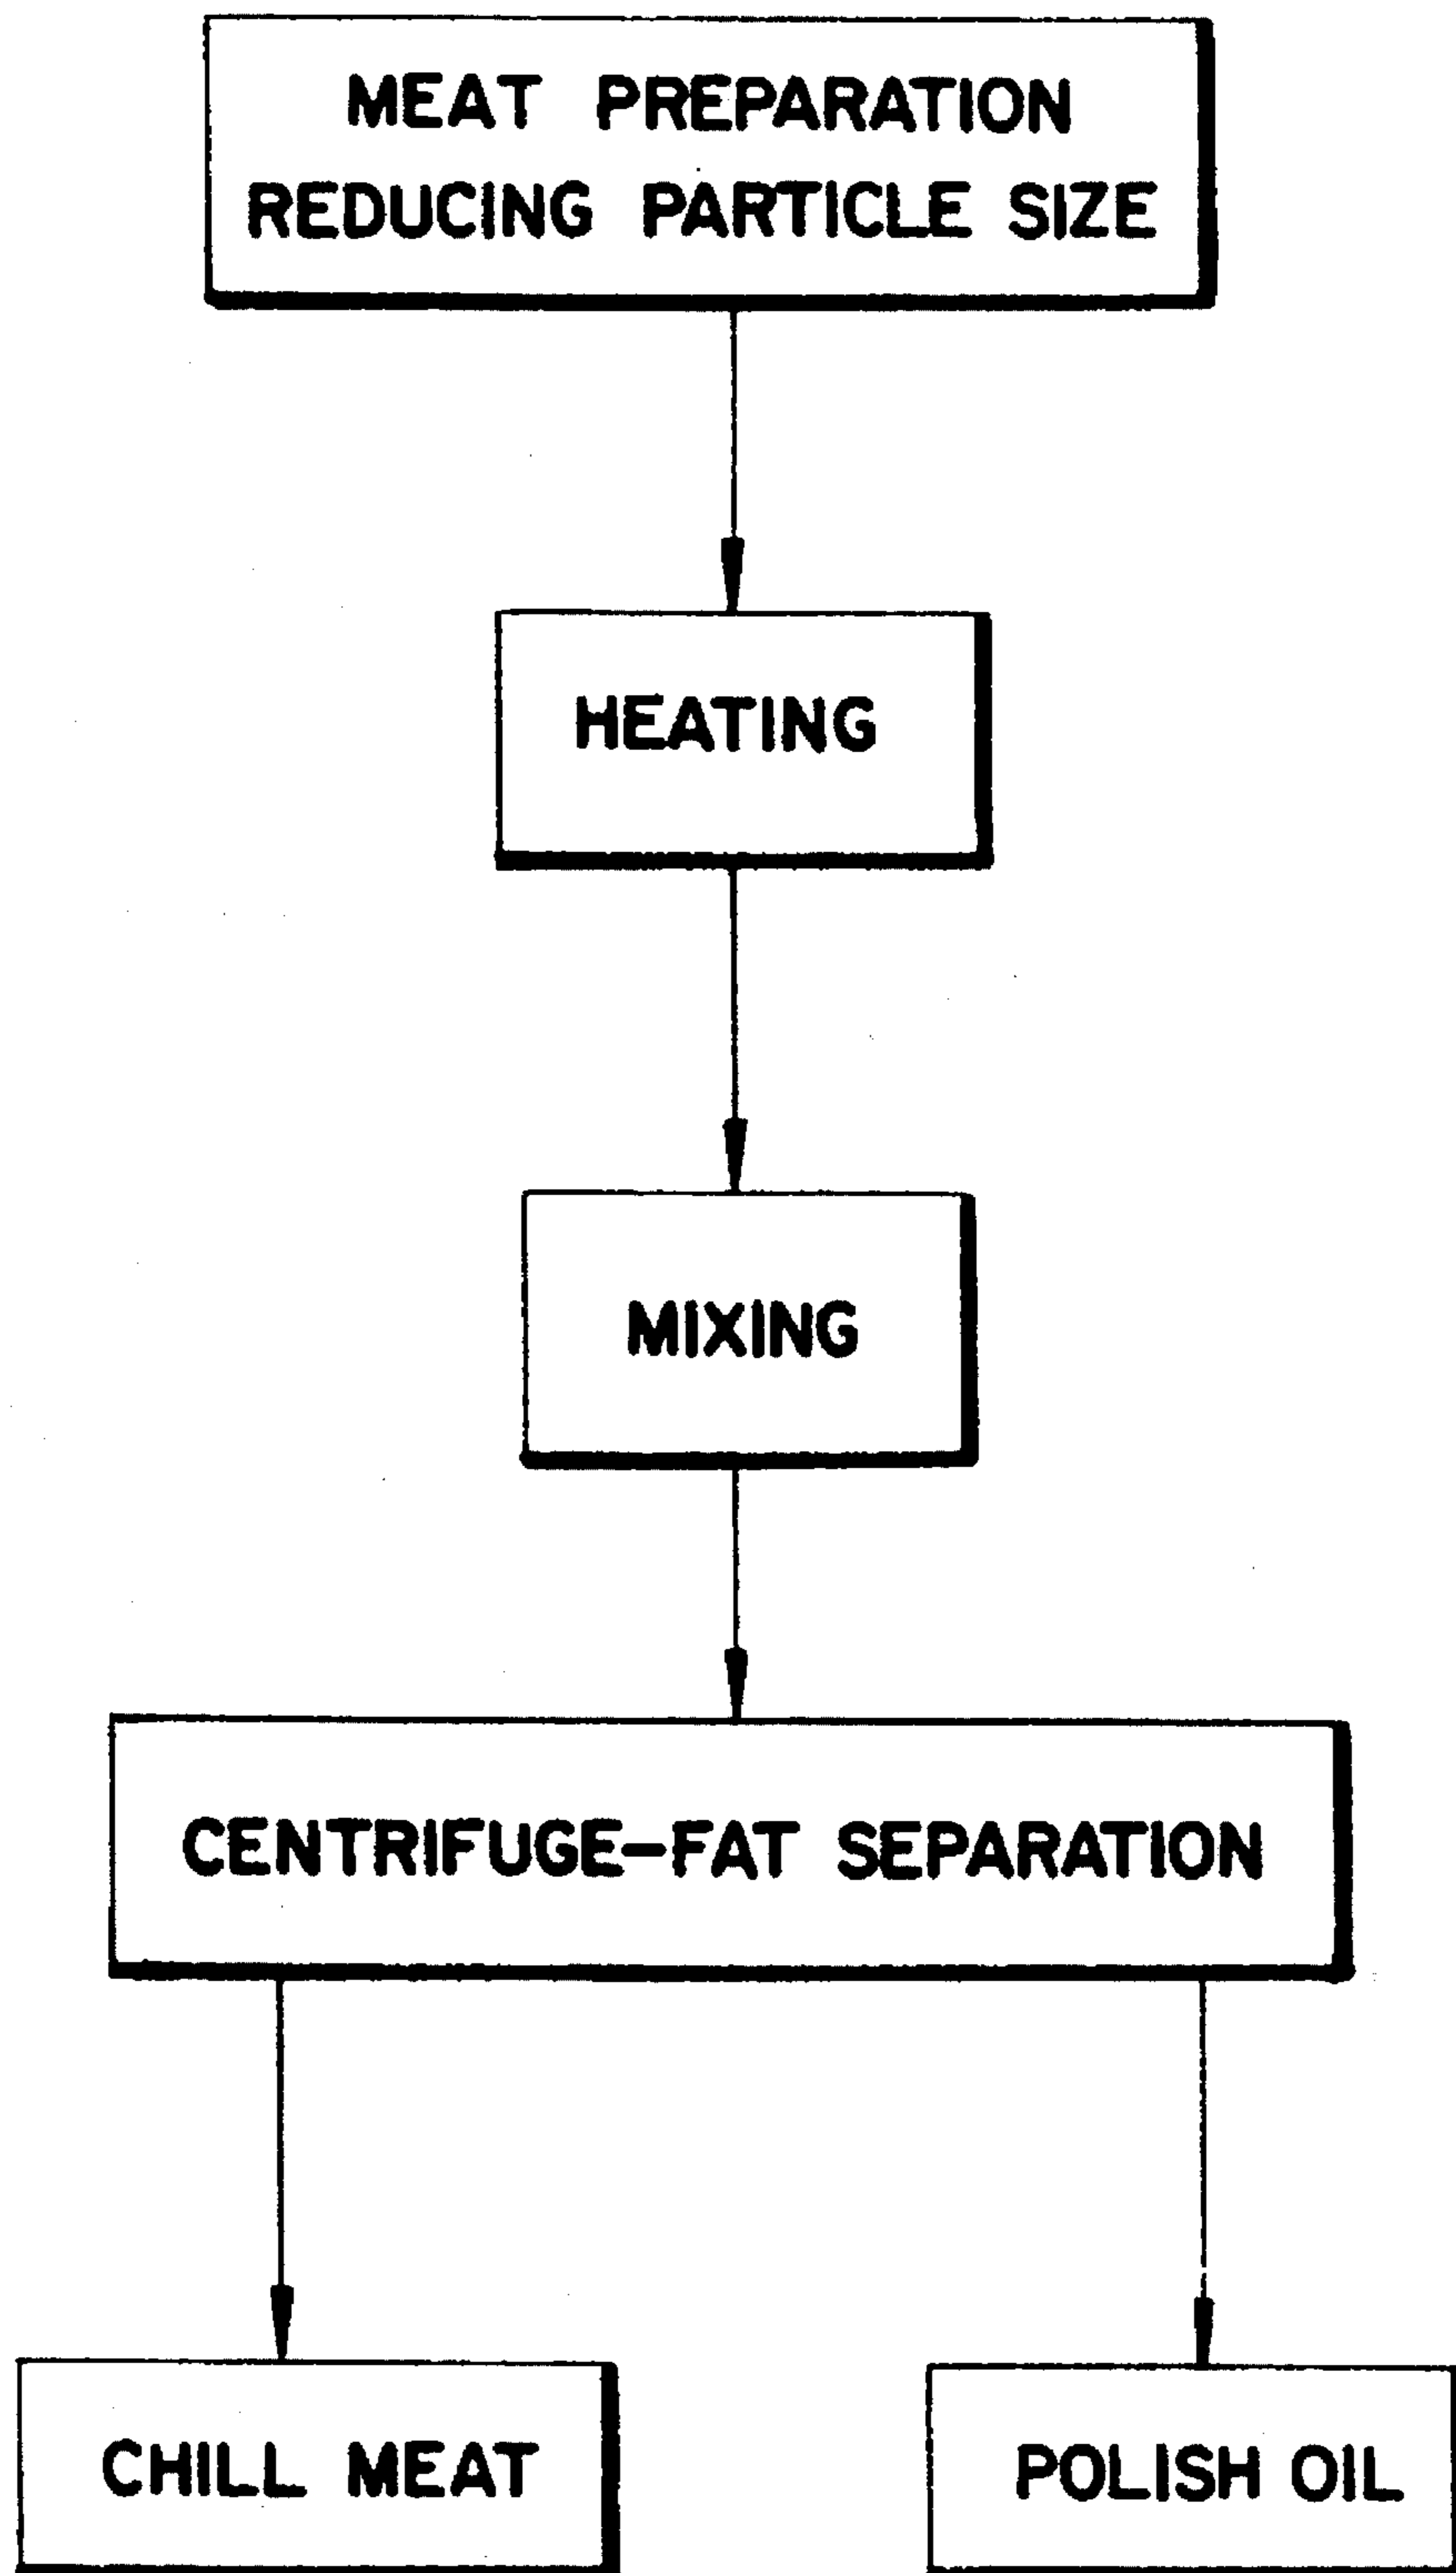 MEAT PREPARATION
REDUCING PARTICLE SIZE
HEATING
MIXING
CENTRIFUGE-FAT SEPARATION
CHILL MEAT
POLISH OIL